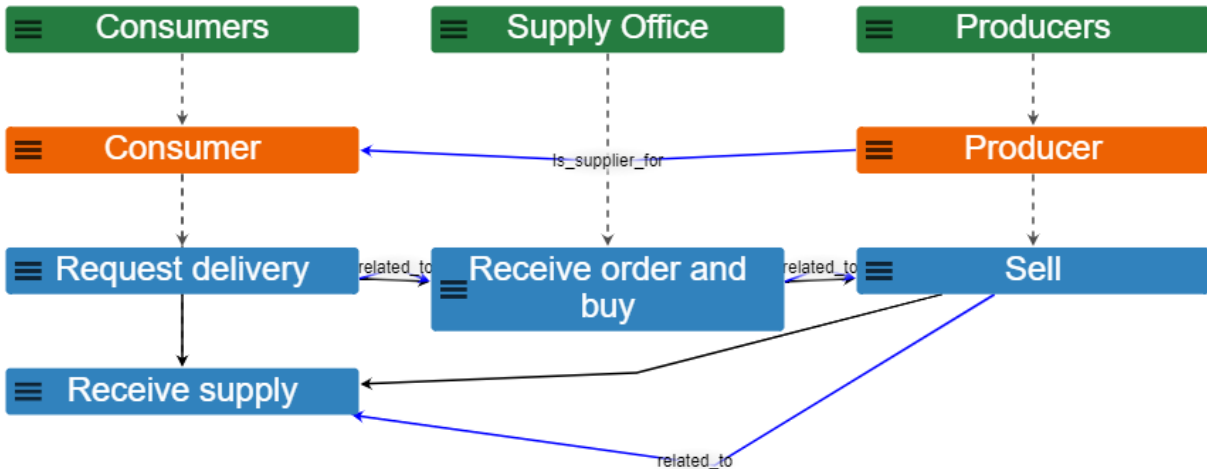 Consumers
Supply Office
Producers
Consumer
Is_supplier_for
Producer
Request delivery
related_to
Receive order and
buy
related_to
Sell
Receive supply
related_to